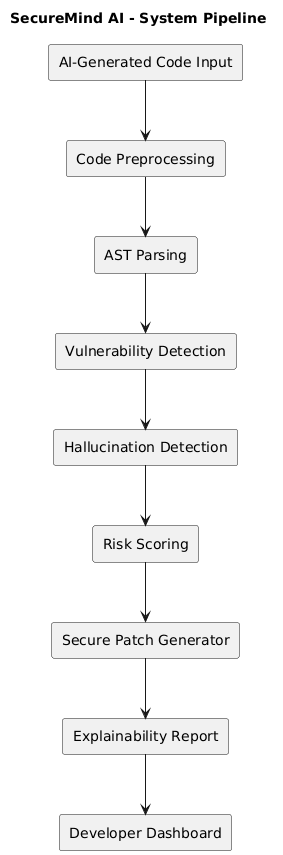 SecureMind AI - System Pipeline
AI-Generated Code Input
Code Preprocessing
AST Parsing
Vulnerability Detection
Hallucination Detection
Risk Scoring
Secure Patch Generator
Explainability Report
Developer Dashboard